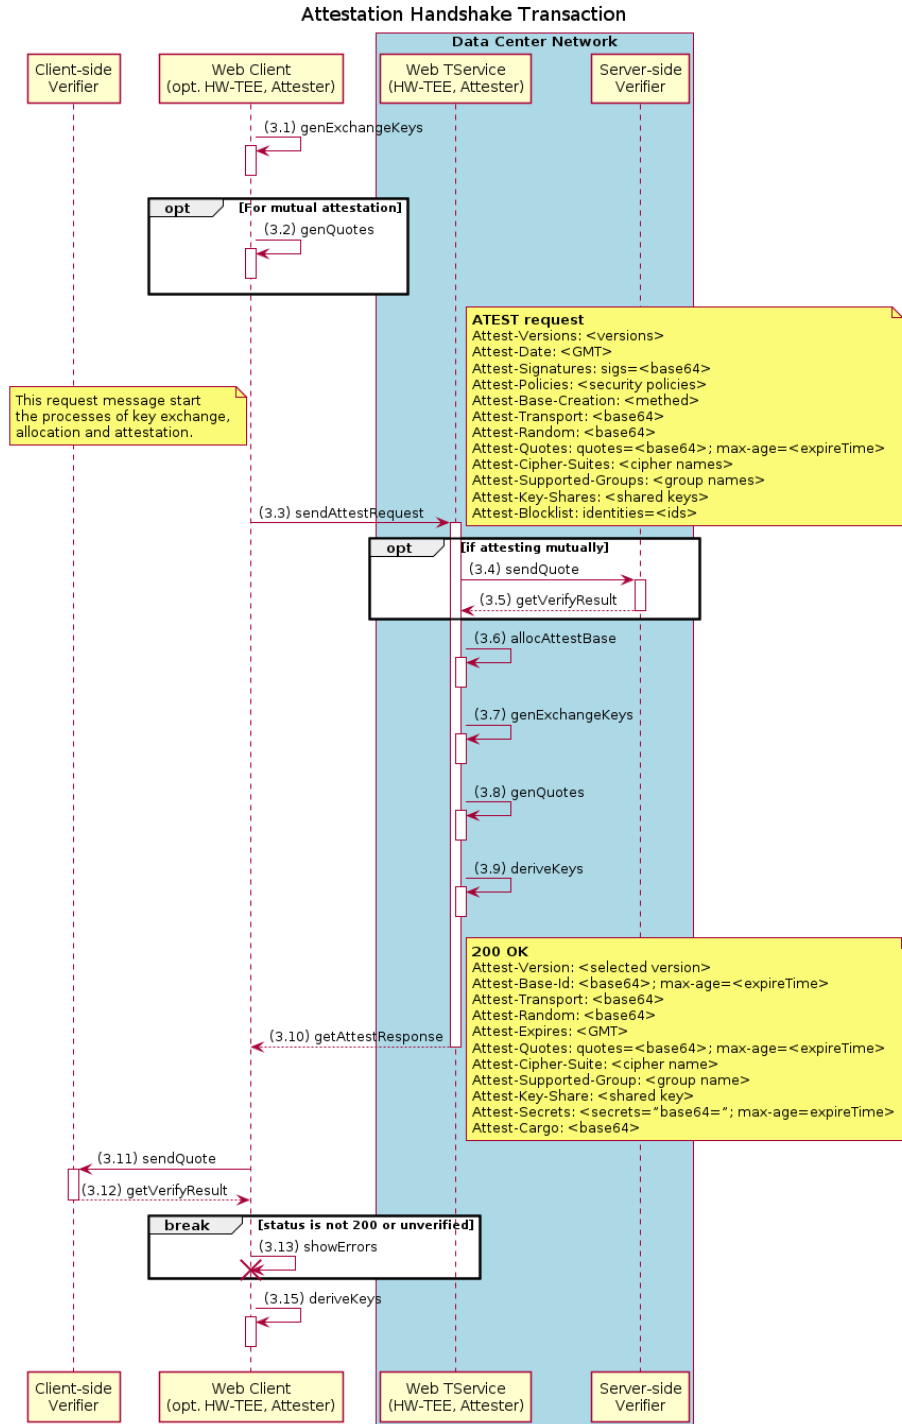 Attestation Handshake Transaction
Data Center Network
Client-side
Verifier
Web Client
(opt. HW-TEE, Attester)
Web TService
(HW-TEE, Attester)
Server-side
Verifier
(3.1) genExchangeKeys
opt
[For mutual attestation]
(3.2) genQuotes
ATEST request
Attest-Versions: <versions>
Attest-Date: <GMT>
Attest-Signatures: sigs=<base64>
Attest-Policies: <security policies>
Attest-Base-Creation: <methed>
Attest-Transport: <base64>
Attest-Random: <base64>
Attest-Quotes: quotes=<base64>; max-age=<expireTime>
Attest-Cipher-Suites: <cipher names>
Attest-Supported-Groups: <group names>
Attest-Key-Shares: <shared keys>
Attest-Blocklist: identities=<ids>
This request message start
the processes of key exchange,
allocation and attestation.
(3.3) sendAttestRequest
opt
[if attesting mutually]
(3.4) sendQuote
(3.5) getVerifyResult
(3.6) allocAttestBase
(3.7) genExchangeKeys
(3.8) genQuotes
(3.9) deriveKeys
200 OK
Attest-Version: <selected version>
Attest-Base-Id: <base64>; max-age=<expireTime>
Attest-Transport: <base64>
Attest-Random: <base64>
Attest-Expires: <GMT>
Attest-Quotes: quotes=<base64>; max-age=<expireTime>
Attest-Cipher-Suite: <cipher name>
Attest-Supported-Group: <group name>
Attest-Key-Share: <shared key>
Attest-Secrets: <secrets=“base64=”; max-age=expireTime>
Attest-Cargo: <base64>
(3.10) getAttestResponse
(3.11) sendQuote
(3.12) getVerifyResult
break
[status is not 200 or unverified]
(3.13) showErrors
(3.15) deriveKeys
Client-side
Verifier
Web Client
(opt. HW-TEE, Attester)
Web TService
(HW-TEE, Attester)
Server-side
Verifier